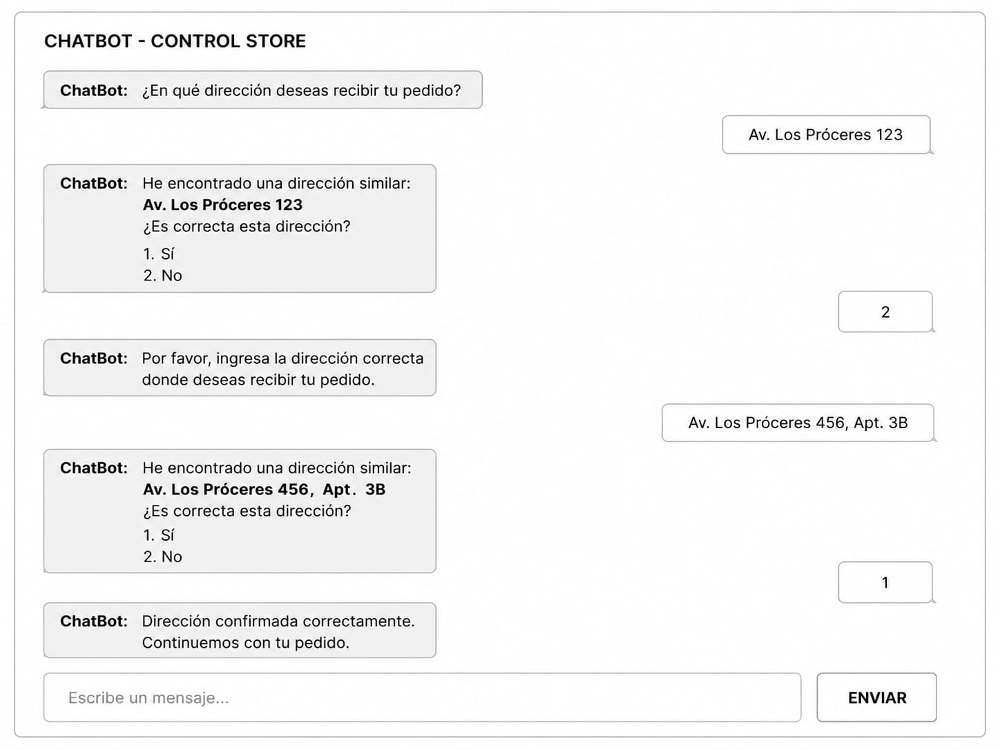 CHATBOT - CONTROL STORE
ChatBot: ¿En qué dirección deseas recibir tu pedido?
Av. Los Próceres 123
ChatBot: He encontrado una dirección similar:
Av. Los Próceres 123
¿Es correcta esta dirección?
1. Sí
2. No
2
ChatBot: Por favor, ingresa la dirección correcta
donde deseas recibir tu pedido.
Av. Los Próceres 456, Apt. 3B
ChatBot: He encontrado una dirección similar:
Av. Los Próceres 456, Apt. 3B
¿Es correcta esta dirección?
1. Sí
2. No
1
ChatBot: Dirección confirmada correctamente.
Continuemos con tu pedido.
Escribe un mensaje...
ENVIAR